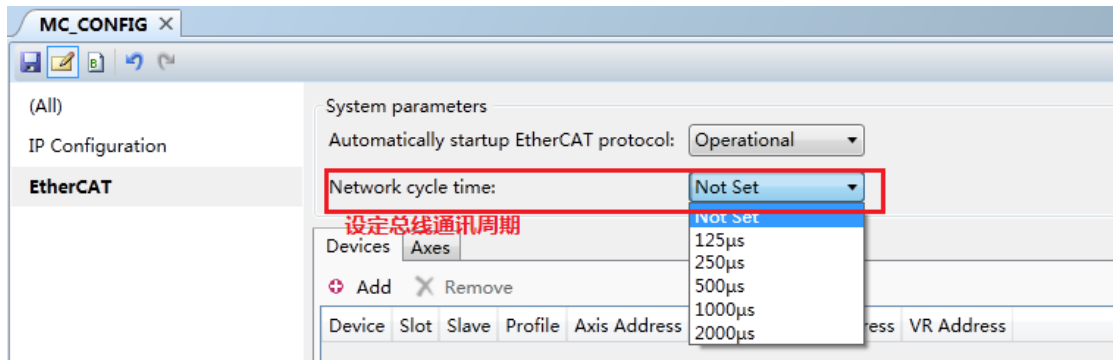 MC_CONFIG
(All)
IP Configuration
EtherCAT
System parameters
Automatically startup EtherCAT protocol: Operational
Network cycle time: Not Set
设定总线通讯周期
Not Set
125μs
250μs
500μs
1000μs
2000μs
Devices Axes
Add Remove
Device Slot Slave Profile Axis Address ress VR Address